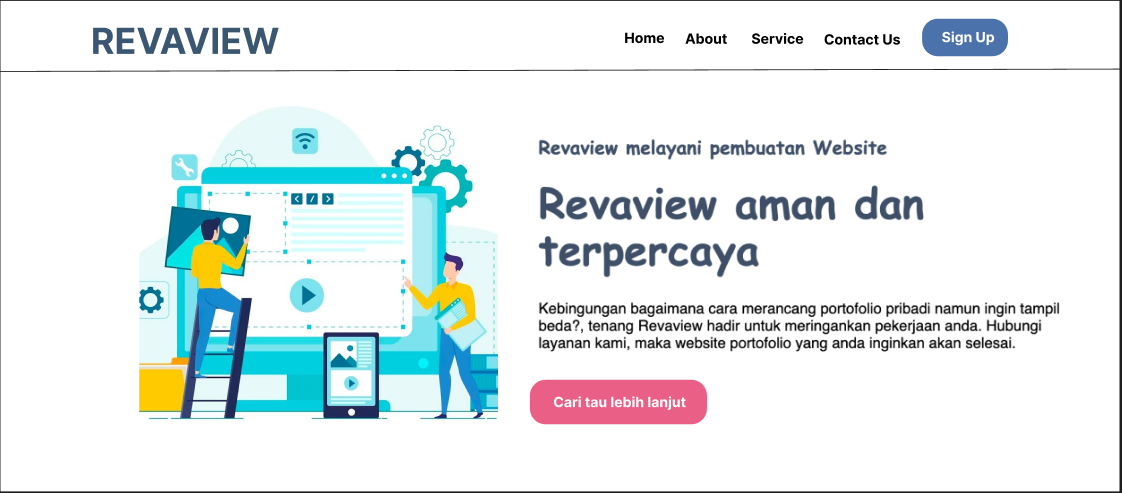 REVAVIEW
Home About Service Contact Us Sign Up
Revaview melayani pembuatan Website
Revaview aman dan
terpercaya
Kebingungan bagaimana cara merancang portofolio pribadi namun ingin tampil
beda?, tenang Revaview hadir untuk meringankan pekerjaan anda. Hubungi
layanan kami, maka website portofolio yang anda inginkan akan selesai.
Cari tau lebih lanjut